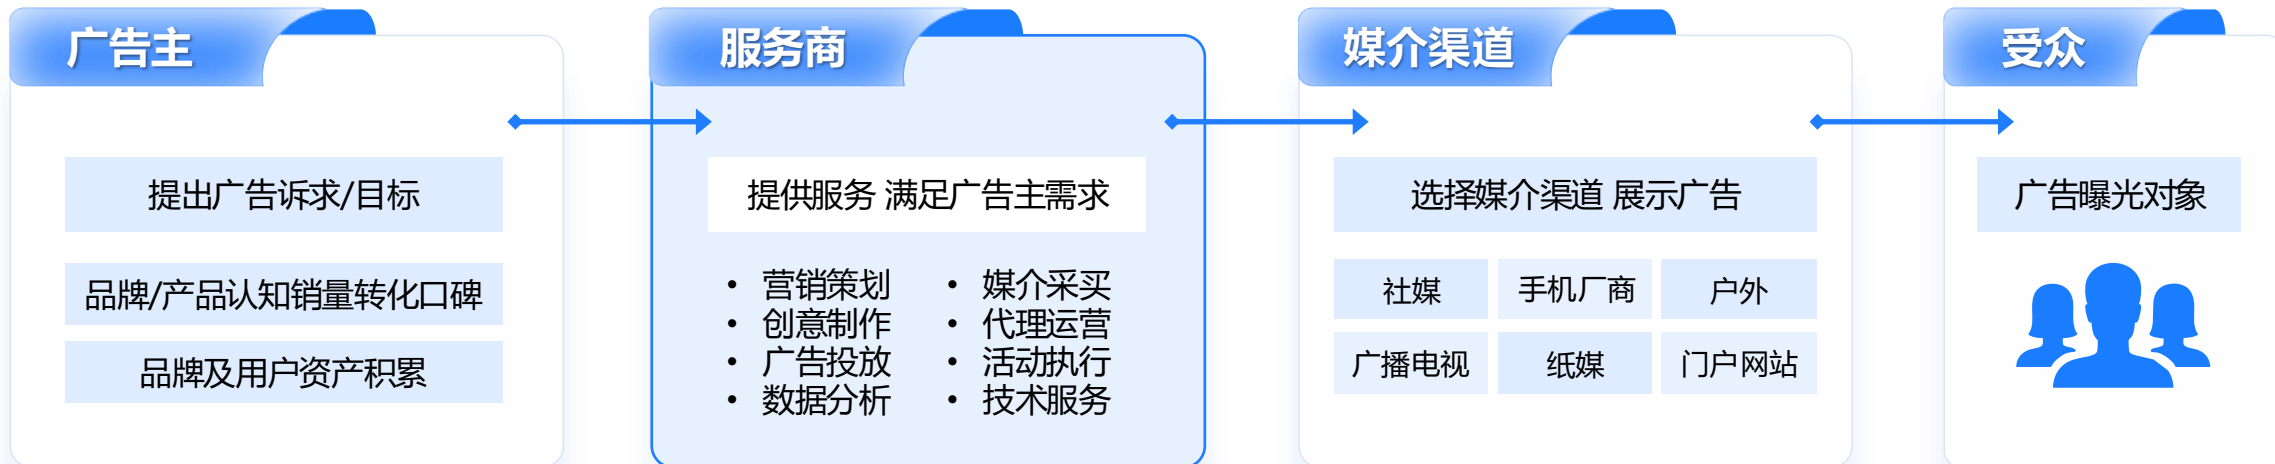 广告主
提出广告诉求/目标
品牌/产品认知销量转化口碑
品牌及用户资产积累
服务商
提供服务 满足广告主需求
• 营销策划
• 创意制作
• 广告投放
• 数据分析
• 媒介采买
• 代理运营
• 活动执行
• 技术服务
媒介渠道
选择媒介渠道 展示广告
社媒
手机厂商
户外
广播电视
纸媒
门户网站
受众
广告曝光对象